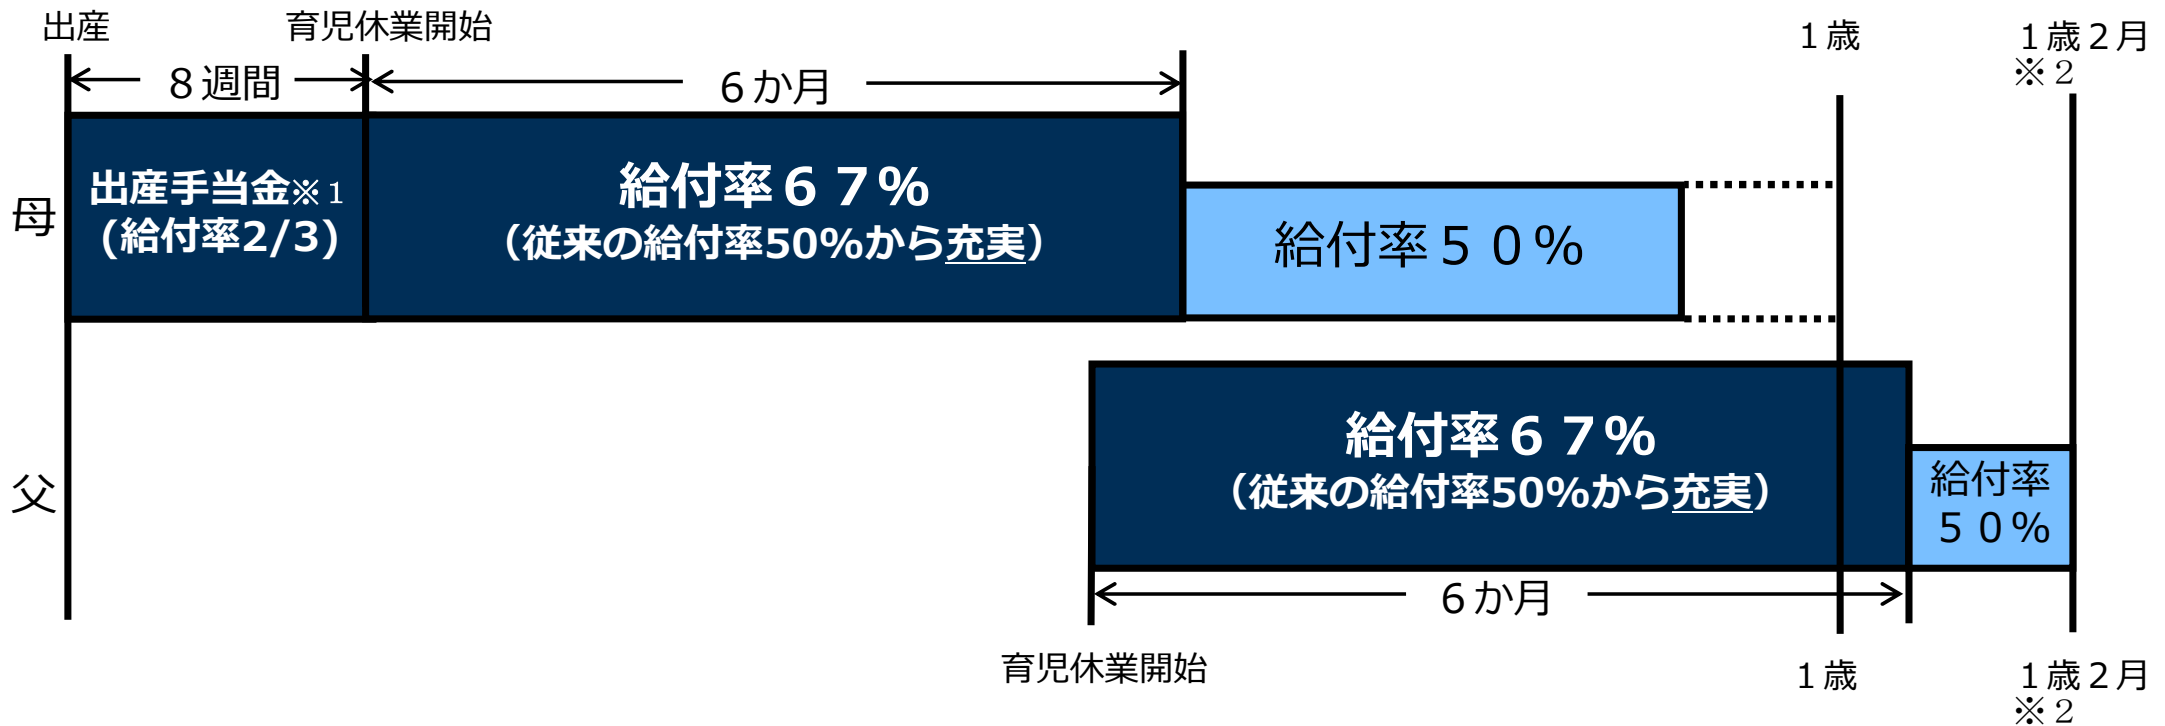 出産
育児休業開始
１歳
１歳２月
※２
８週間
６か月
母
出産手当金※１
(給付率2/3)
給付率６７%
（従来の給付率50%から充実）
給付率５０%
父
給付率６７%
（従来の給付率50%から充実）
給付率
５０%
６か月
育児休業開始
１歳
１歳２月
※２